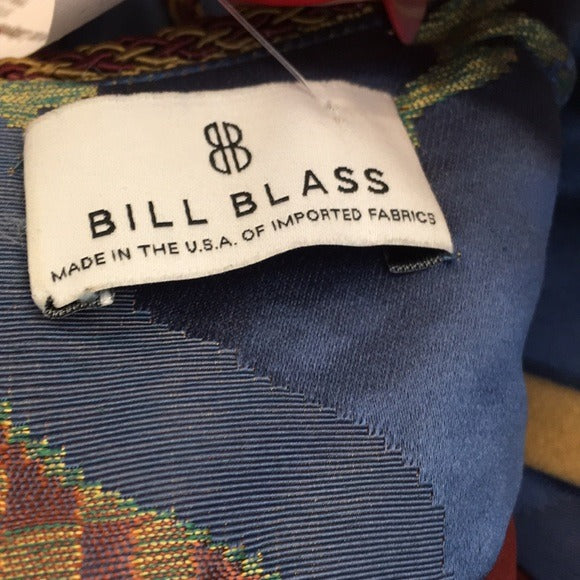 BB
BILL BLASS
MADE IN THE U.S.A. OF IMPORTED FABRICS